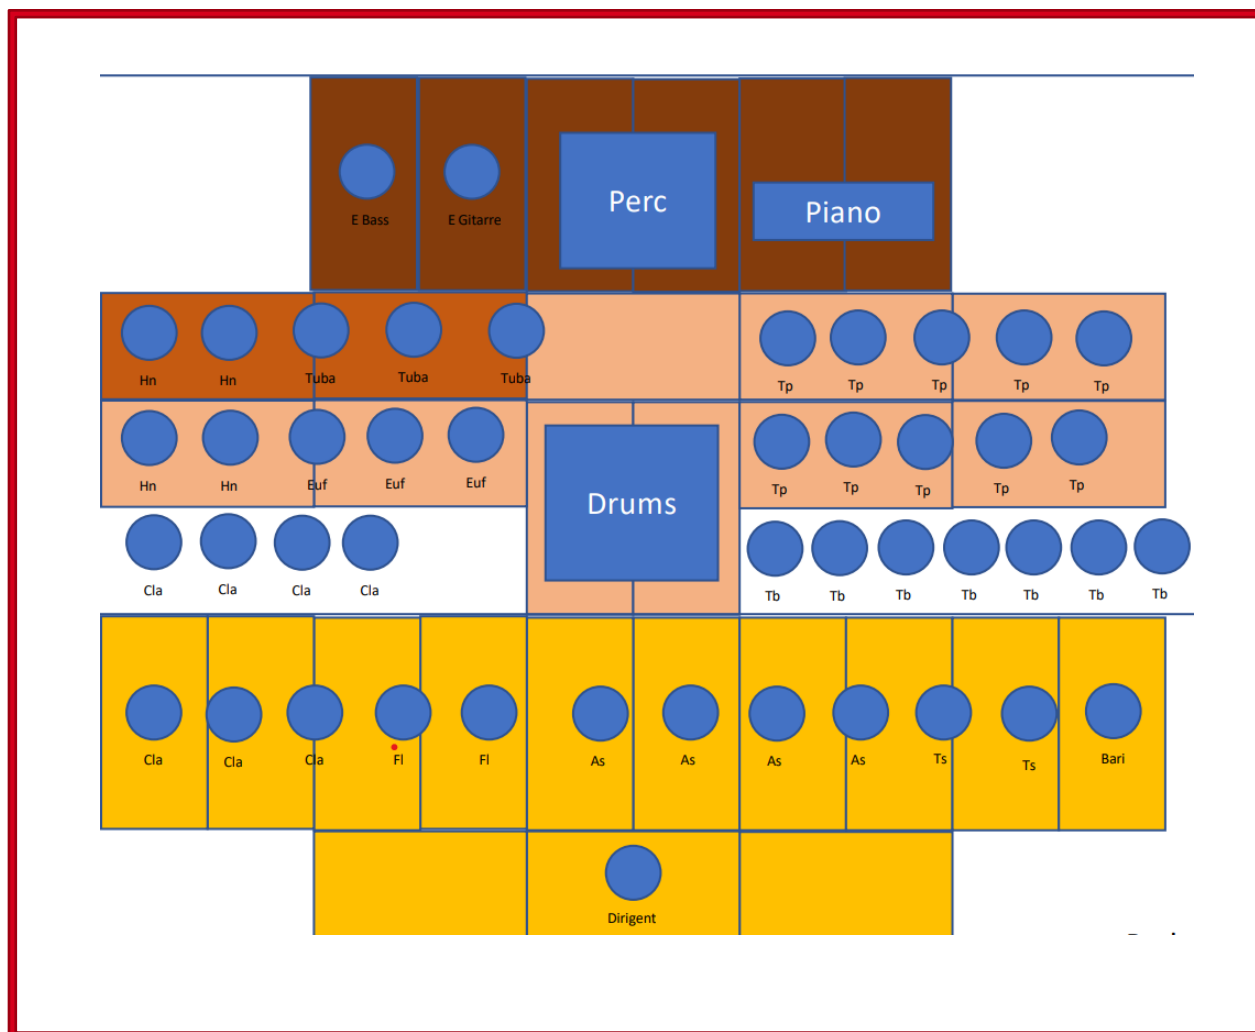 Perc
Piano
E Bass
E Gitarre
Hn
Hn
Tuba
Tuba
Tuba
Tp
Tp
Tp
Tp
Tp
Hn
Hn
Euf
Euf
Euf
Drums
Tp
Tp
Tp
Tp
Tp
Cla
Cla
Cla
Cla
Tb
Tb
Tb
Tb
Tb
Tb
Tb
Cla
Cla
Cla
Fl
Fl
As
As
As
As
Ts
Ts
Bari
Dirigent